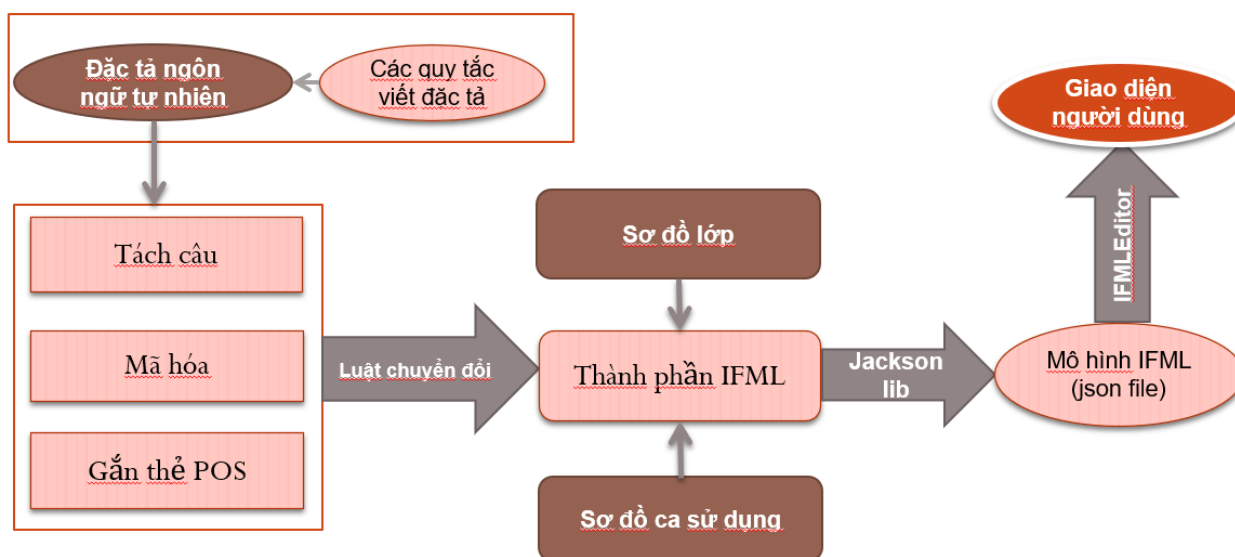 Đặc tả ngôn
ngữ tự nhiên
Các quy tắc
viết đặc tả
Giao diện
người dùng
Tách câu
Mã hóa
Gắn thẻ POS
Luật chuyển đổi
Sơ đồ lớp
Thành phần IFML
Sơ đồ ca sử dụng
Jackson
lib
IFMLEditor
Mô hình IFML
(json file)